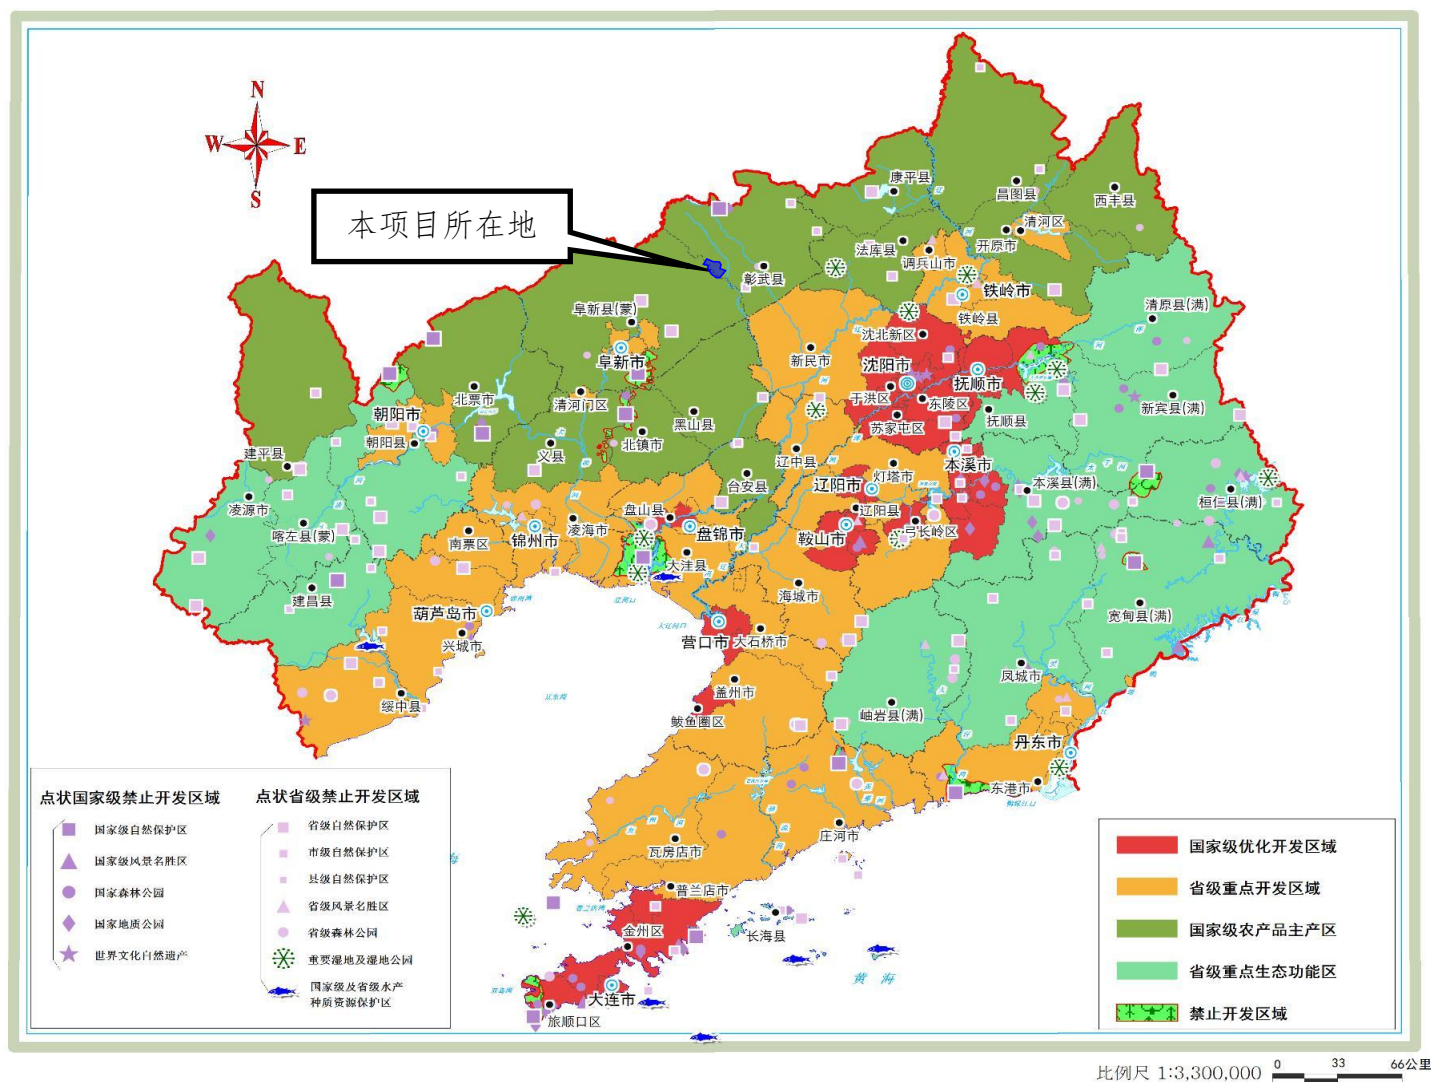 N
W
E
S
本项目所在地
康平县
昌图县
西丰县
清河区
开原市
法库县
调兵山市
彰武县
铁岭市
铁岭县
清原县(满)
阜新县(蒙)
阜新市
沈北新区
新民市
沈阳市
抚顺市
于洪区
东陵区
抚顺县
新宾县(满)
苏家屯区
北票市
清河门区
黑山县
朝阳市
朝阳县
义县
北镇市
建平县
辽中县
灯塔市
本溪市
台安县
辽阳市
本溪县(满)
桓仁县(满)
凌源市
喀左县(蒙)
盘山县
辽阳县
弓长岭区
南票区
锦州市
凌海市
盘锦市
鞍山市
大洼县
建昌县
海城市
宽甸县(满)
葫芦岛市
兴城市
营口市
大石桥市
凤城市
盖州市
绥中县
鲅鱼圈区
岫岩县(满)
丹东市
东港市
庄河市
瓦房店市
普兰店市
金州区
长海县
大连市
旅顺口区
黄海
点状国家级禁止开发区域
国家级自然保护区
国家级风景名胜区
国家森林公园
国家地质公园
世界文化自然遗产
点状省级禁止开发区域
省级自然保护区
市级自然保护区
县级自然保护区
省级风景名胜区
省级森林公园
重要湿地及湿地公园
国家级及省级水产
种质资源保护区
国家级优化开发区域
省级重点开发区域
国家级农产品主产区
省级重点生态功能区
禁止开发区域
比例尺 1:3,300,000
0 33 66公里